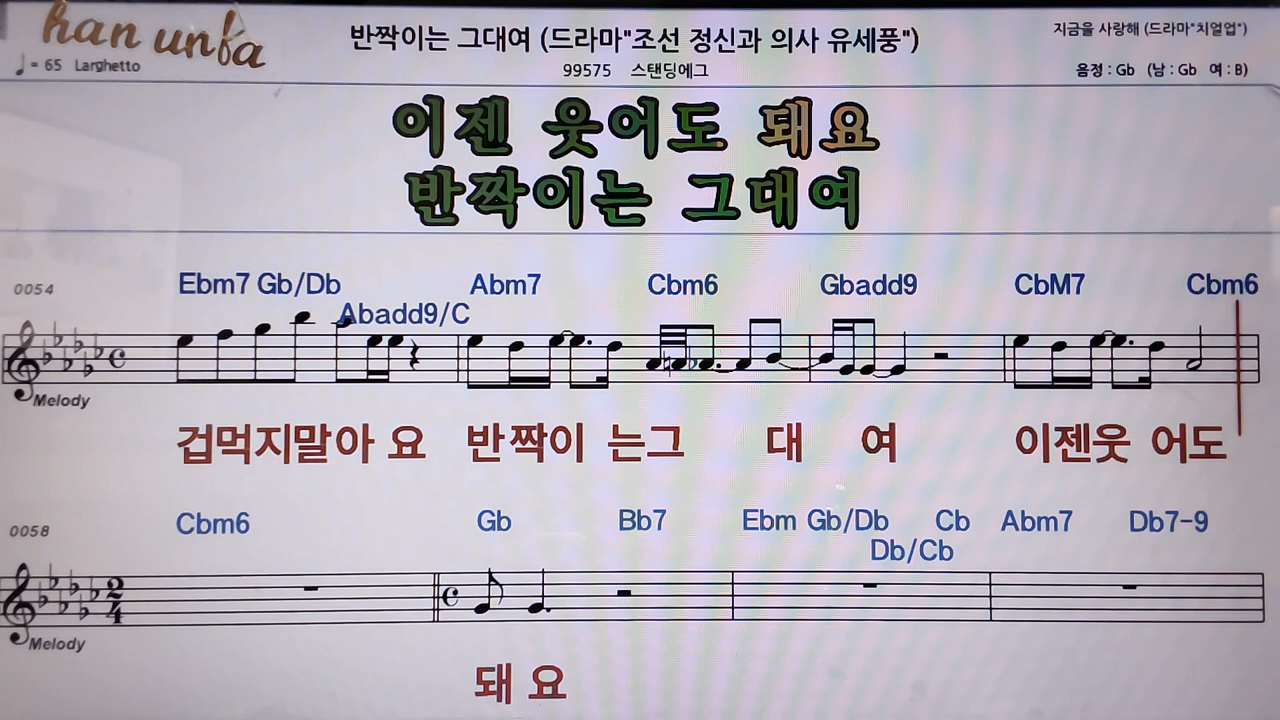 han unfa
반짝이는 그대여 (드라마"조선 정신과 의사 유세풍")
지금을 사랑해 (드라마"치얼업")
♩= 65 Larghetto
99575 스탠딩에그
음정 : Gb (남 : Gb 여 : B)
이젠 웃어도 돼요
반짝이는 그대여
0054
Ebm7 Gb/Db Abm7 Cbm6 Gbadd9 CbM7 Cbm6
Abadd9/C
Melody
겁먹지말아 요 반짝이 는그 대 여 이젠웃 어도
0058
Cbm6 Gb Bb7 Ebm Gb/Db Cb Abm7 Db7-9
Db/Cb
2
4
Melody
돼 요